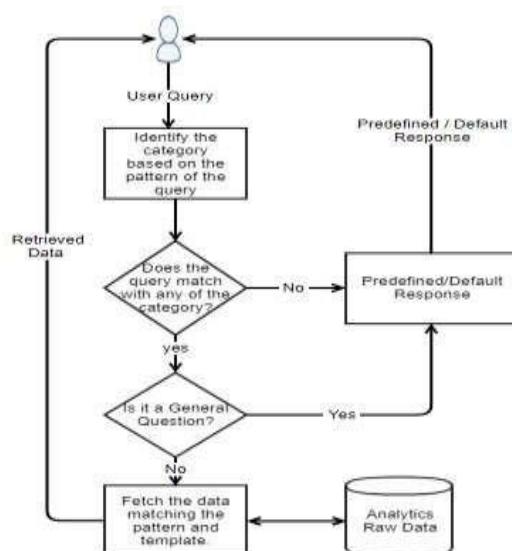 User Query
Predefined / Default
Response
Identify the
category
based on the
pattern of the
query
Retrieved
Data
Does the
query match
with any of the
category?
No
Predefined/Default
Response
yes
Is it a General
Question?
Yes
No
Fetch the data
matching the
pattern and
template.
Analytics
Raw Data